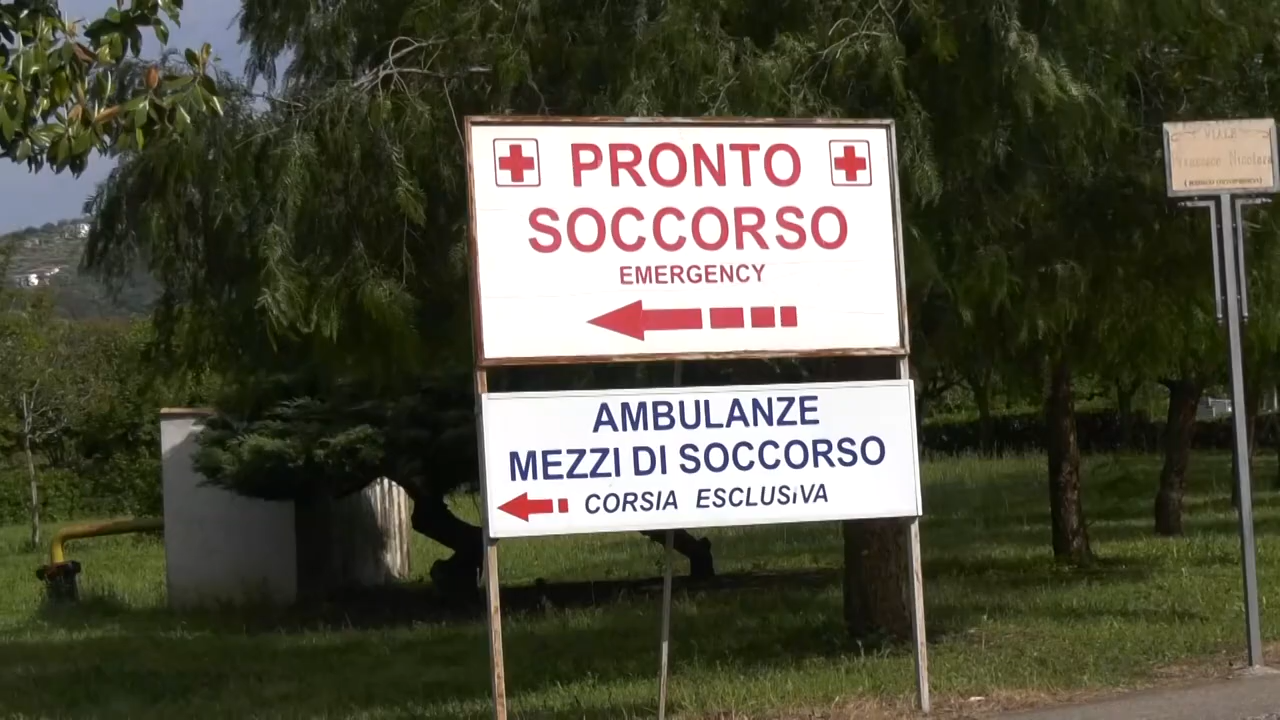 PRONTO
SOCCORSO
EMERGENCY
AMBULANZE
MEZZI DI SOCCORSO
CORSIA ESCLUSiVA
VIALE